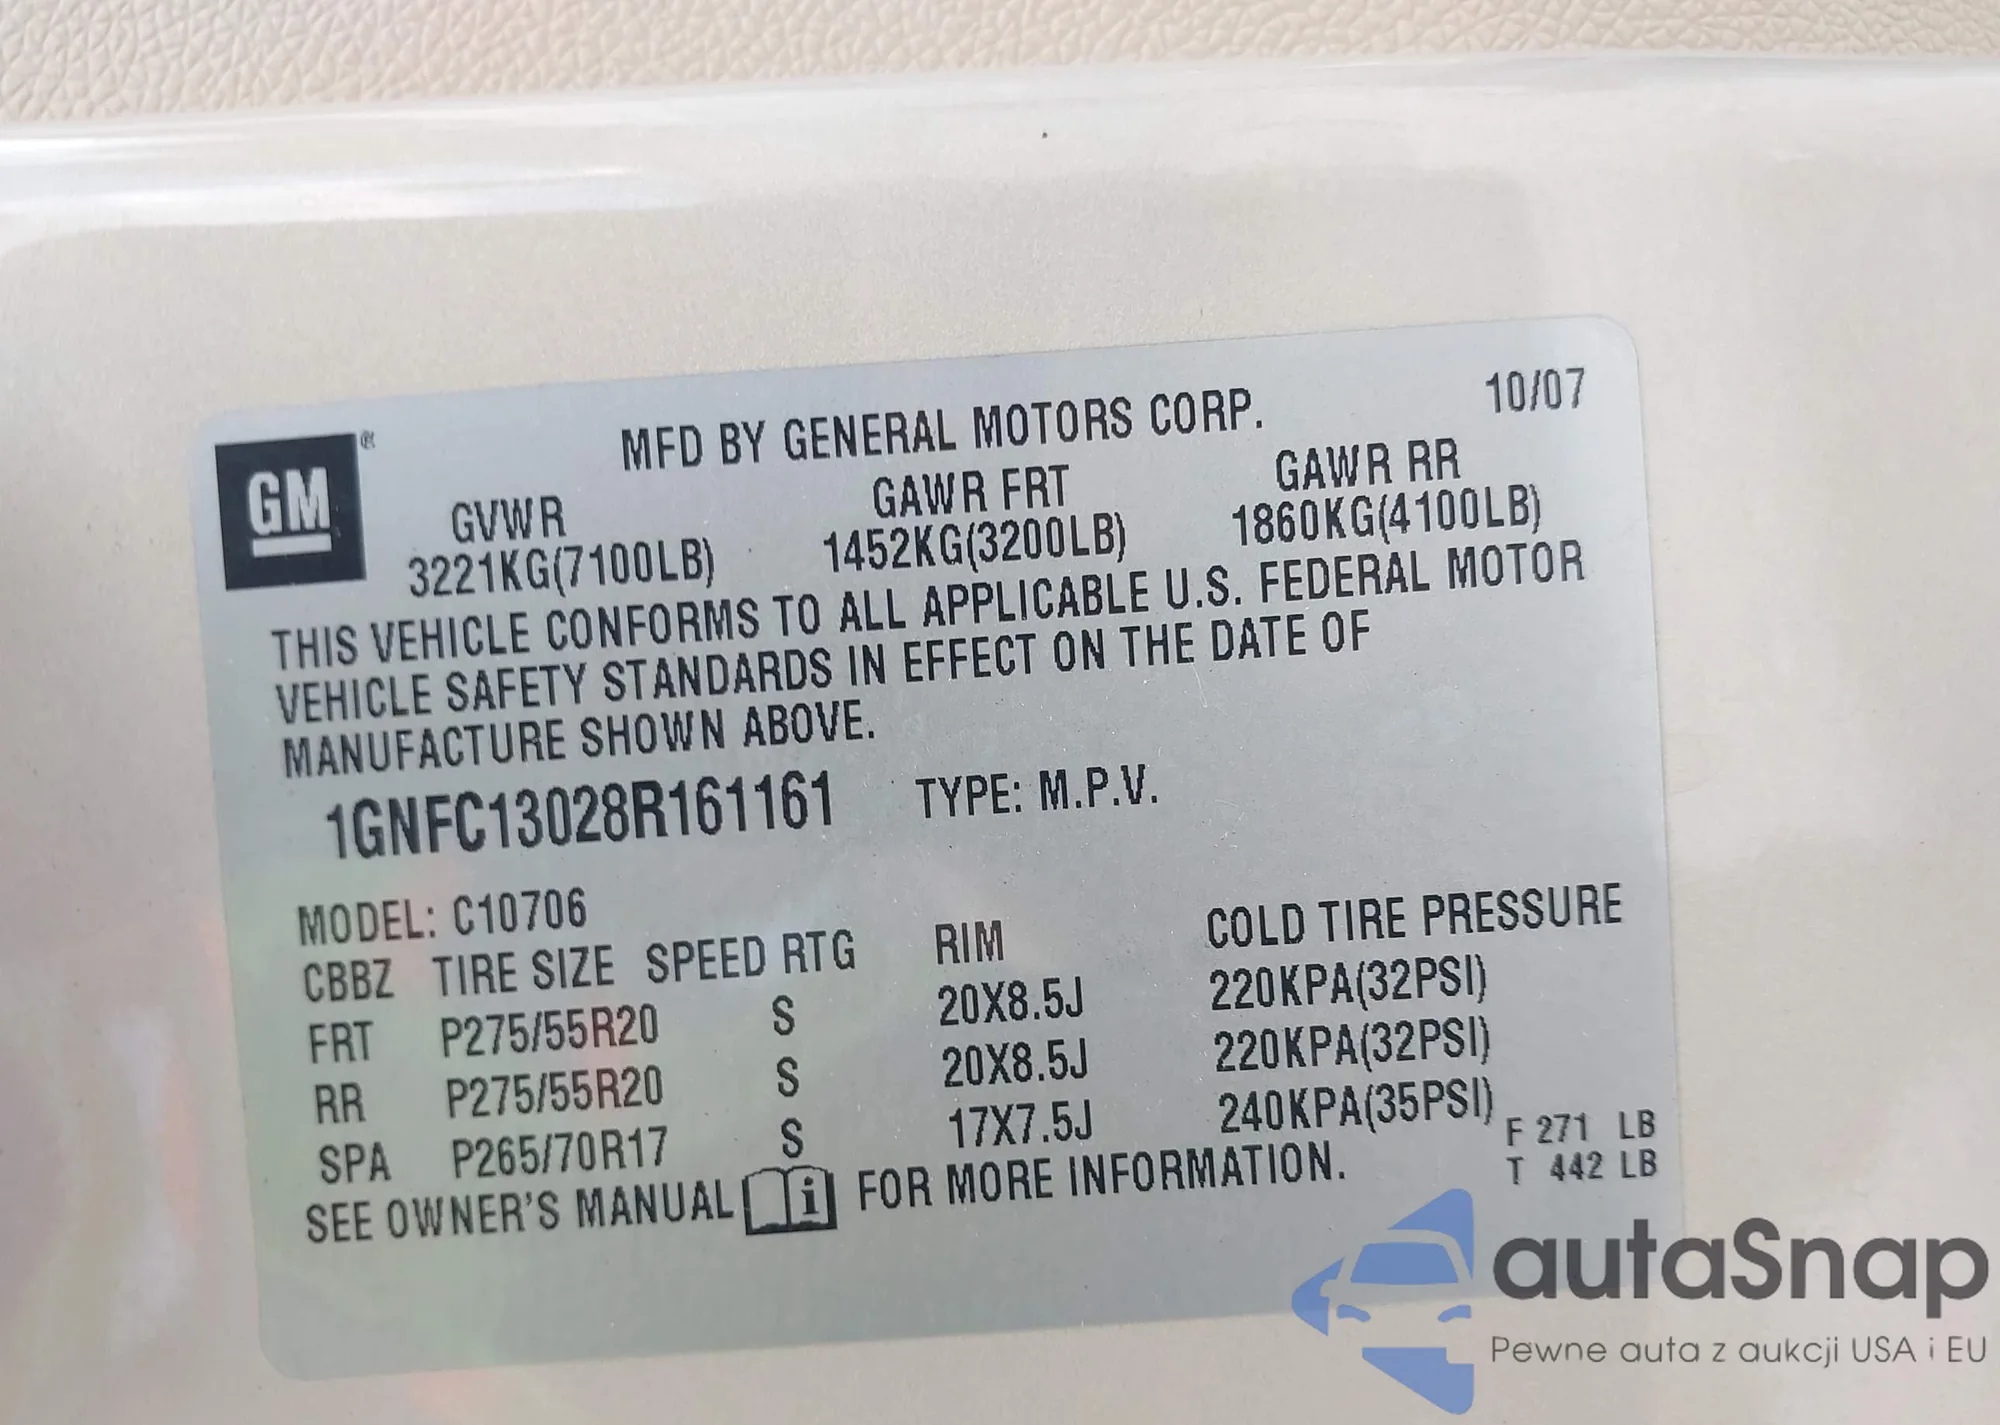 10/07
MFD BY GENERAL MOTORS CORP.
GM®
GVWR GAWR FRT GAWR RR
3221KG(7100LB) 1452KG(3200LB) 1860KG(4100LB)
THIS VEHICLE CONFORMS TO ALL APPLICABLE U.S. FEDERAL MOTOR
VEHICLE SAFETY STANDARDS IN EFFECT ON THE DATE OF
MANUFACTURE SHOWN ABOVE.
1GNFC13028R161161 TYPE: M.P.V.
MODEL: C10706
CBBZ TIRE SIZE SPEED RTG RIM COLD TIRE PRESSURE
FRT P275/55R20 S 20X8.5J 220KPA(32PSI)
RR P275/55R20 S 20X8.5J 220KPA(32PSI)
SPA P265/70R17 S 17X7.5J 240KPA(35PSI)
F 271 LB
T 442 LB
SEE OWNER'S MANUAL i FOR MORE INFORMATION.
autaSnap
Pewne auta z aukcji USA i EU